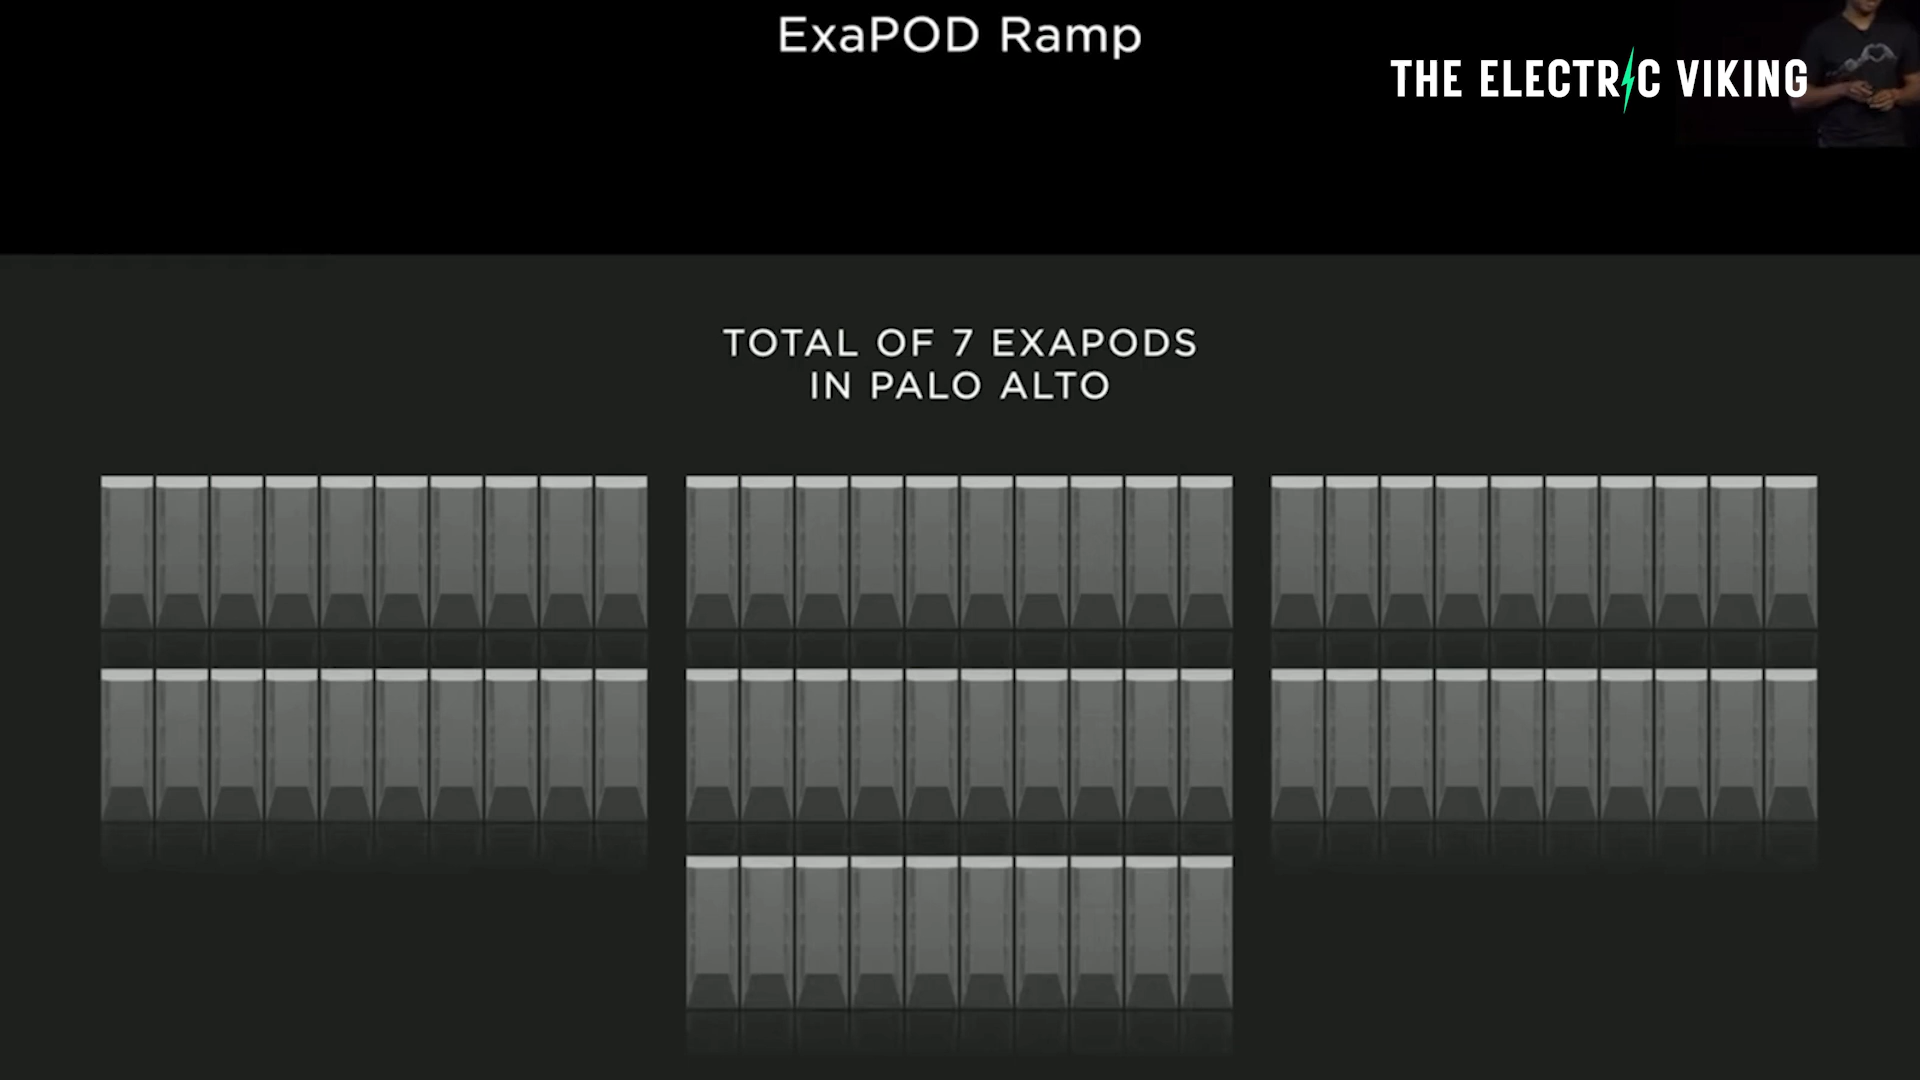 ExaPOD Ramp
THE ELECTRIC VIKING
TOTAL OF 7 EXAPODS
IN PALO ALTO